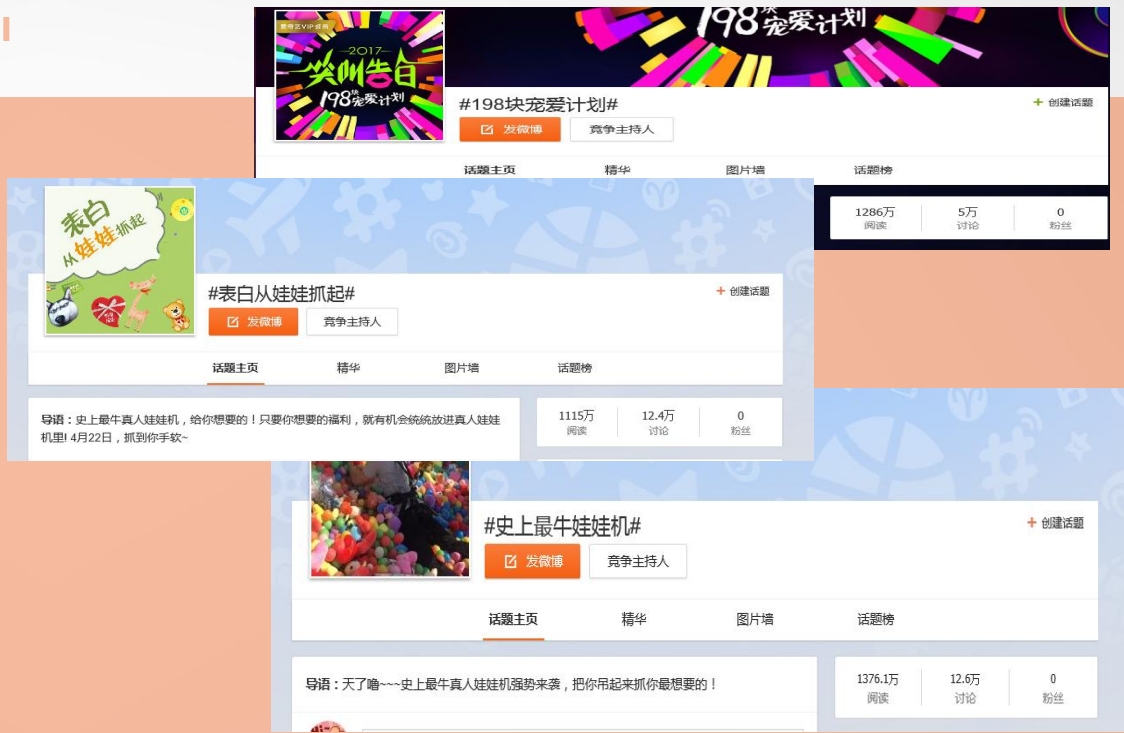 198块宠爱计划
爱奇艺VIP成员
2017
尖叫告白
198块宠爱计划
#198块宠爱计划#
创建话题
发微博
竞争主持人
话题主页 精华 图片墙 话题榜
1286万 5万 0
阅读 讨论 粉丝
表白
从娃娃抓起
#表白从娃娃抓起#
创建话题
发微博
竞争主持人
话题主页 精华 图片墙 话题榜
导语：史上最牛真人娃娃机，给你想要的！只要你想要的福利，就有机会统统放进真人娃娃
机里! 4月22日，抓到你手软~
1115万 12.4万 0
阅读 讨论 粉丝
#史上最牛娃娃机#
创建话题
发微博
竞争主持人
话题主页 精华 图片墙 话题榜
导语：天了噜~~~史上最牛真人娃娃机强势来袭，把你吊起来抓你最想要的！
1376.1万 12.6万 0
阅读 讨论 粉丝